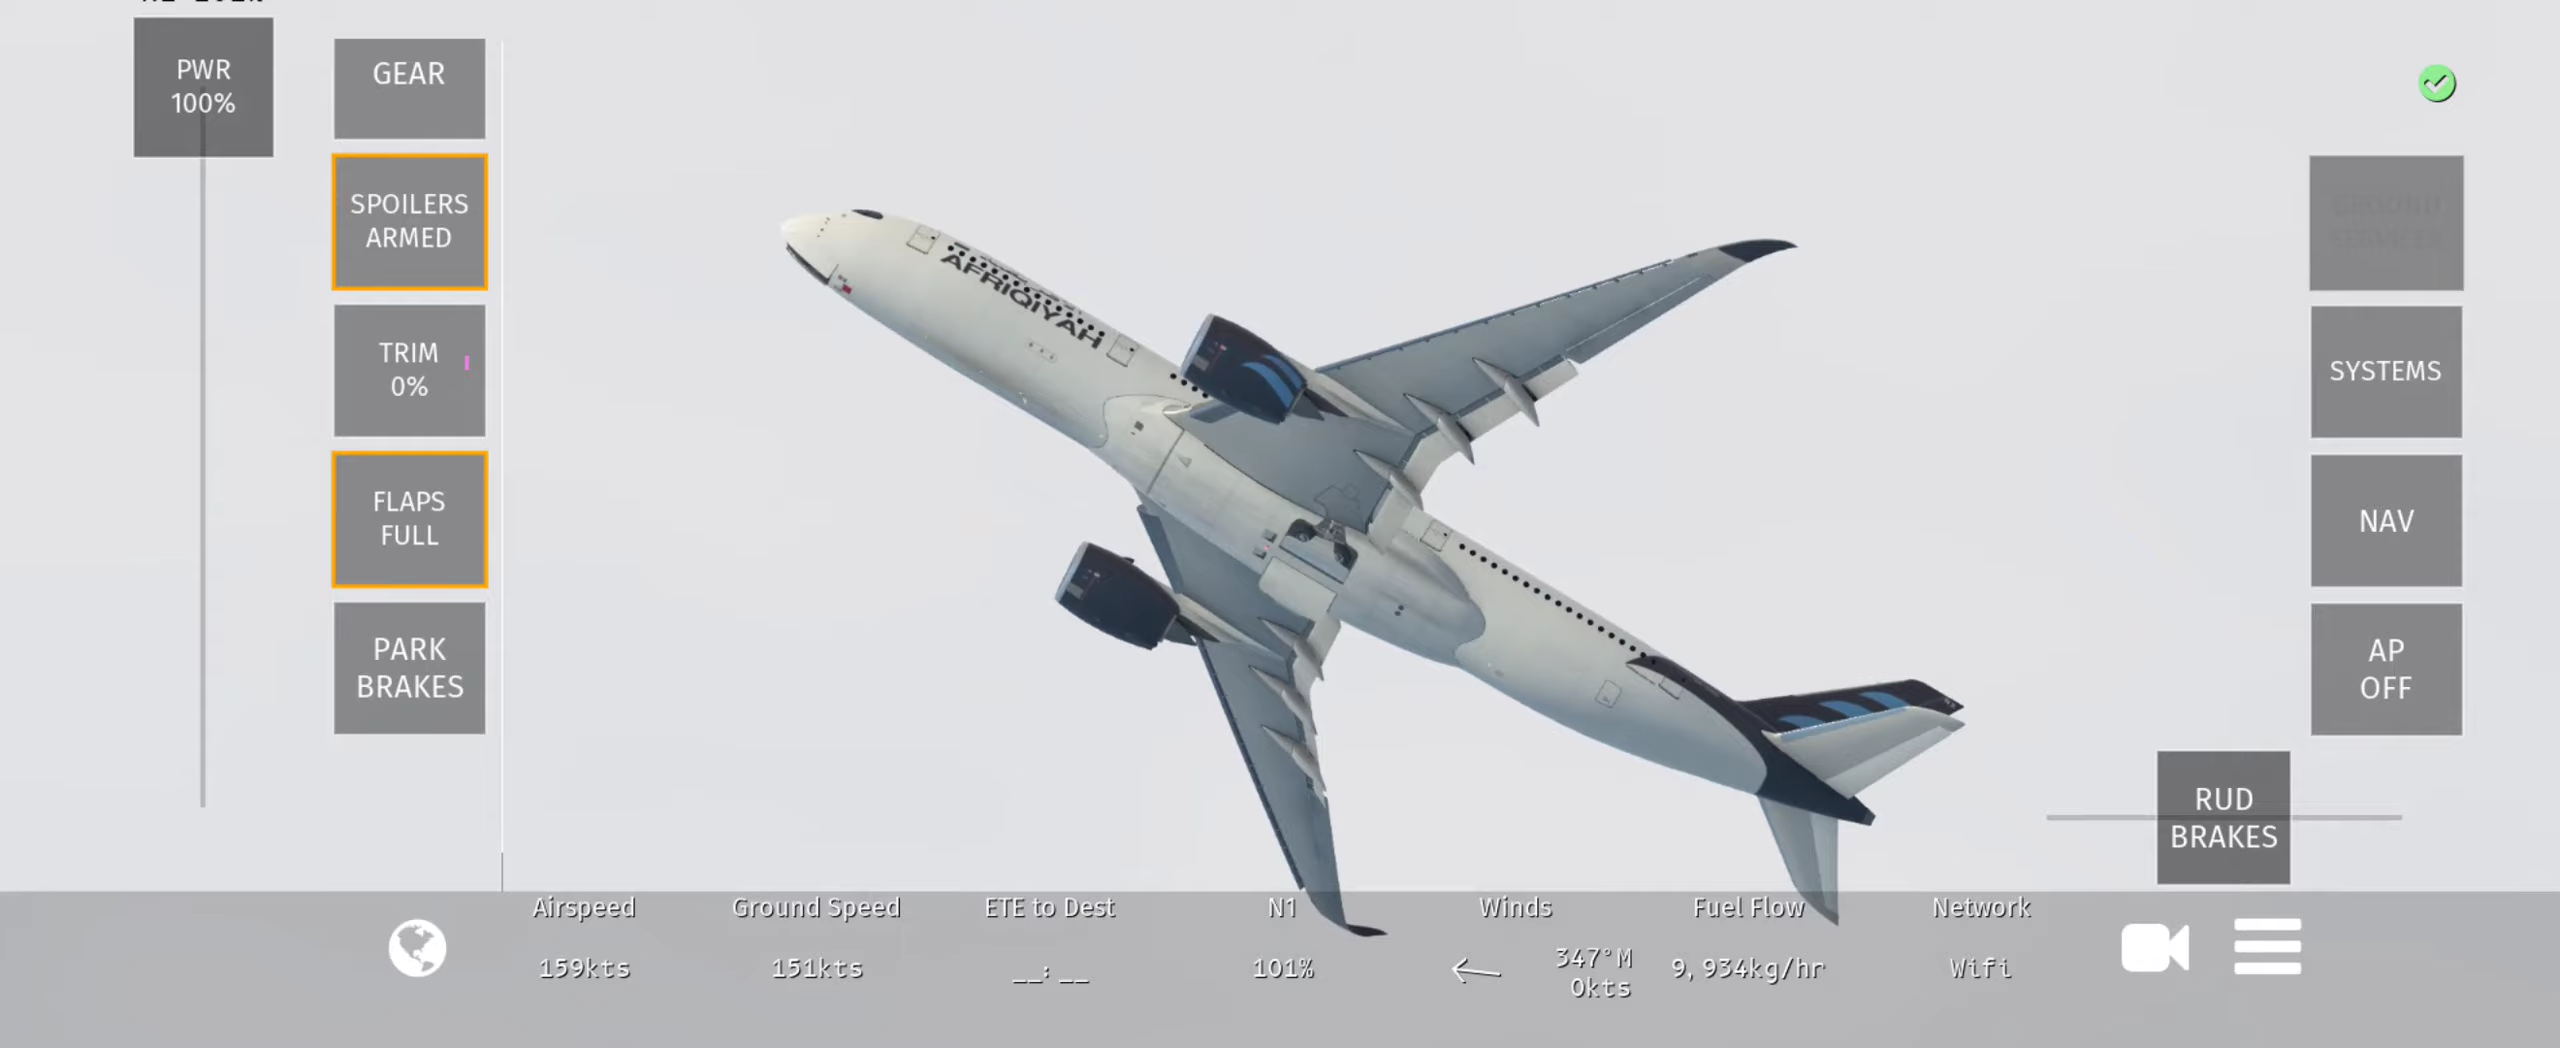 PWR
100%
GEAR
SPOILERS
ARMED
TRIM
0%
FLAPS
FULL
PARK
BRAKES
AFRIQIYAH
GROUND
SERVICES
SYSTEMS
NAV
AP
OFF
RUD
BRAKES
Airspeed
159kts
Ground Speed
151kts
ETE to Dest
__:__
N1
101%
Winds
347°M
0kts
Fuel Flow
9,934kg/hr
Network
Wifi